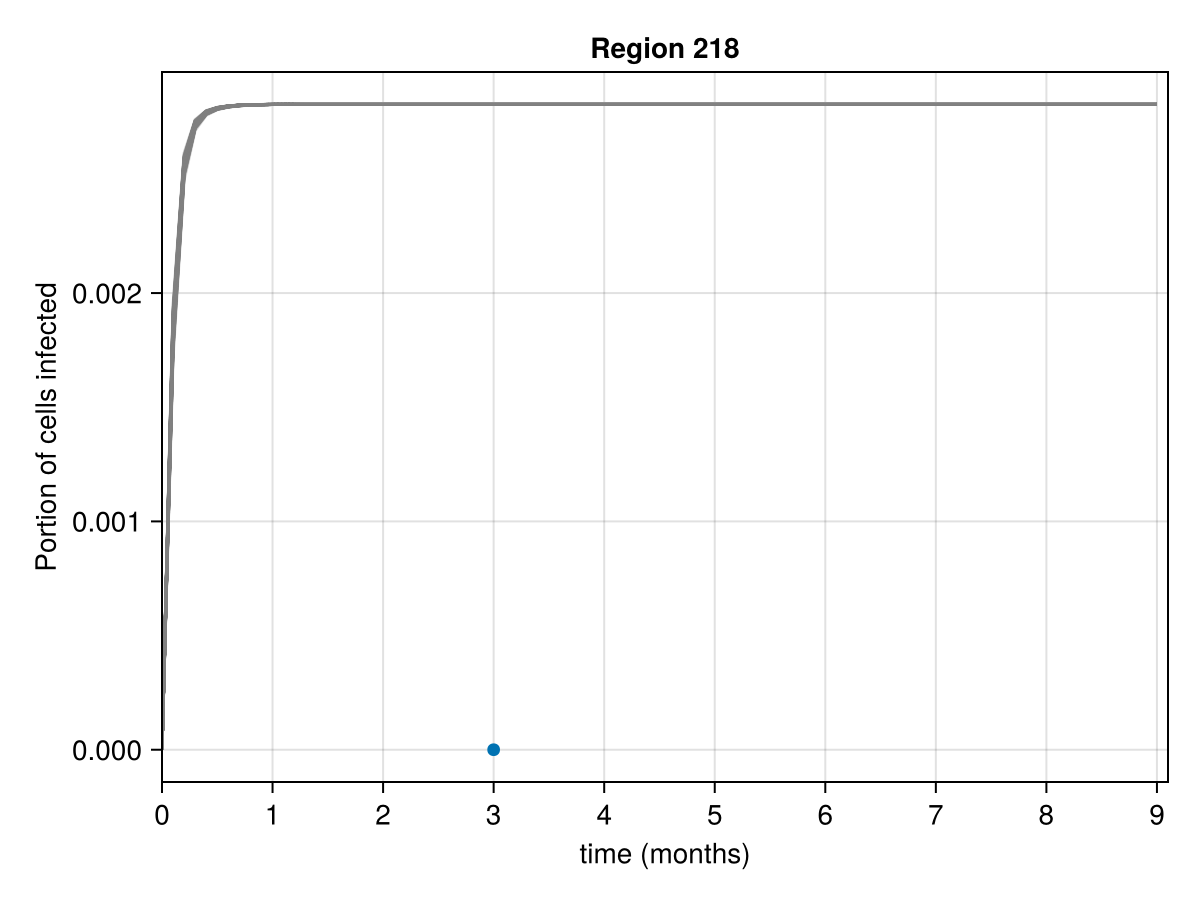 Region 218
Portion of cells infected
0.002
0.001
0.000
0 1 2 3 4 5 6 7 8 9
time (months)